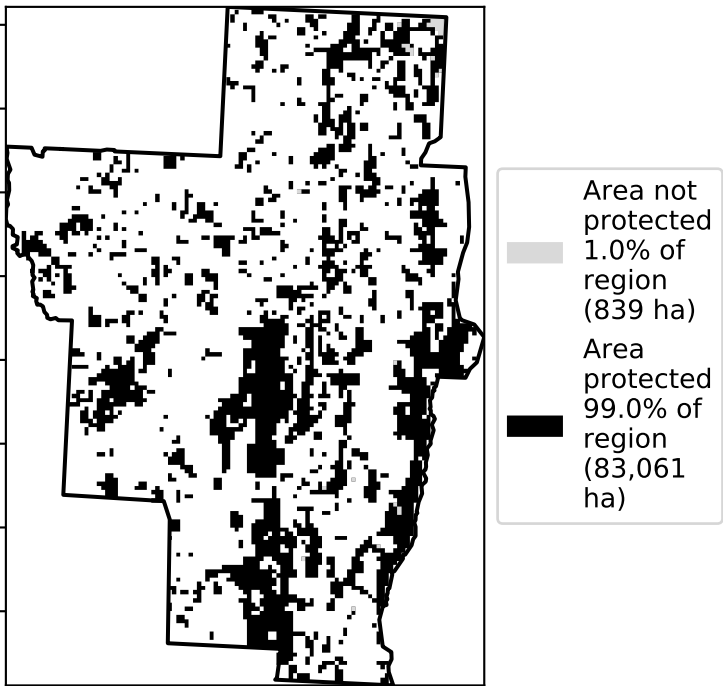 Area not
protected
1.0% of
region
(839 ha)
Area
protected
99.0% of
region
(83,061
ha)